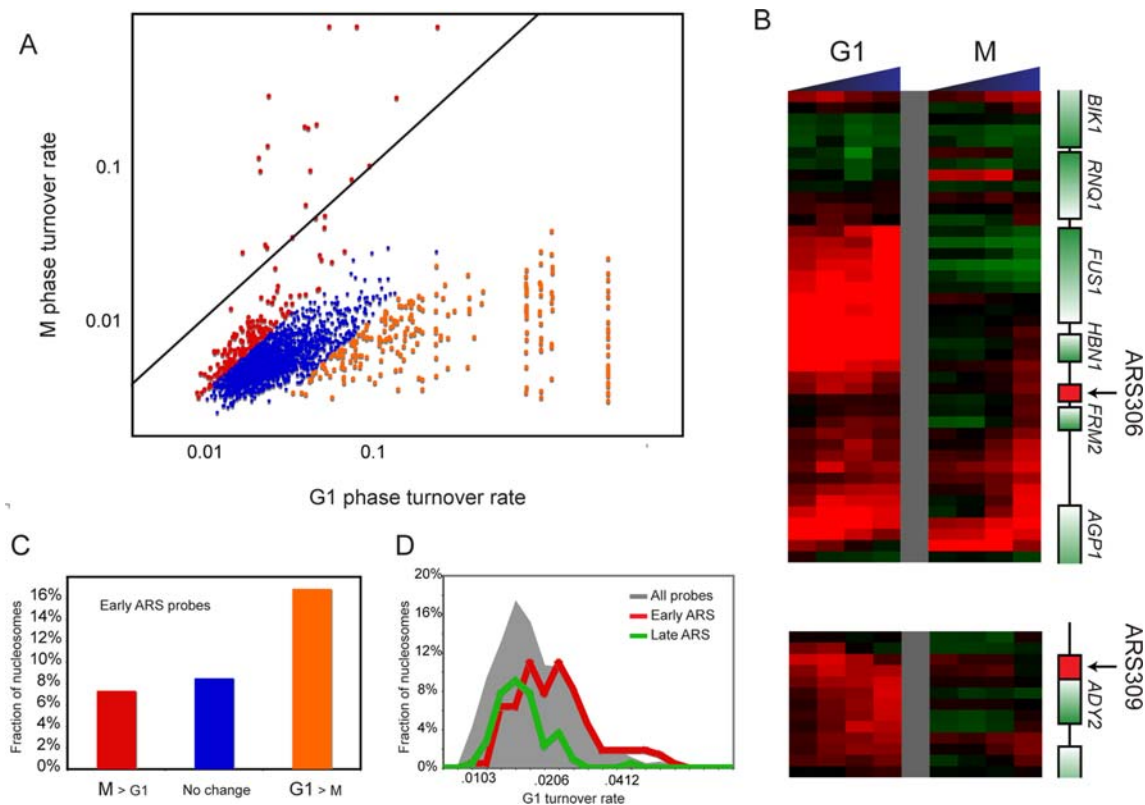 A
M phase turnover rate
0.1
0.01
0.01
0.1
G1 phase turnover rate
B
G1
M
BIK1
RNQ1
FUS1
HBN1
ARS306
FRM2
AGP1
ARS309
ADY2
C
Fraction of nucleosomes
16%
14%
12%
10%
8%
6%
4%
2%
0%
Early ARS probes
M > G1
No change
G1 > M
D
Fraction of nucleosomes
20%
16%
12%
8%
4%
0%
All probes
Early ARS
Late ARS
.0103
.0206
.0412
G1 turnover rate